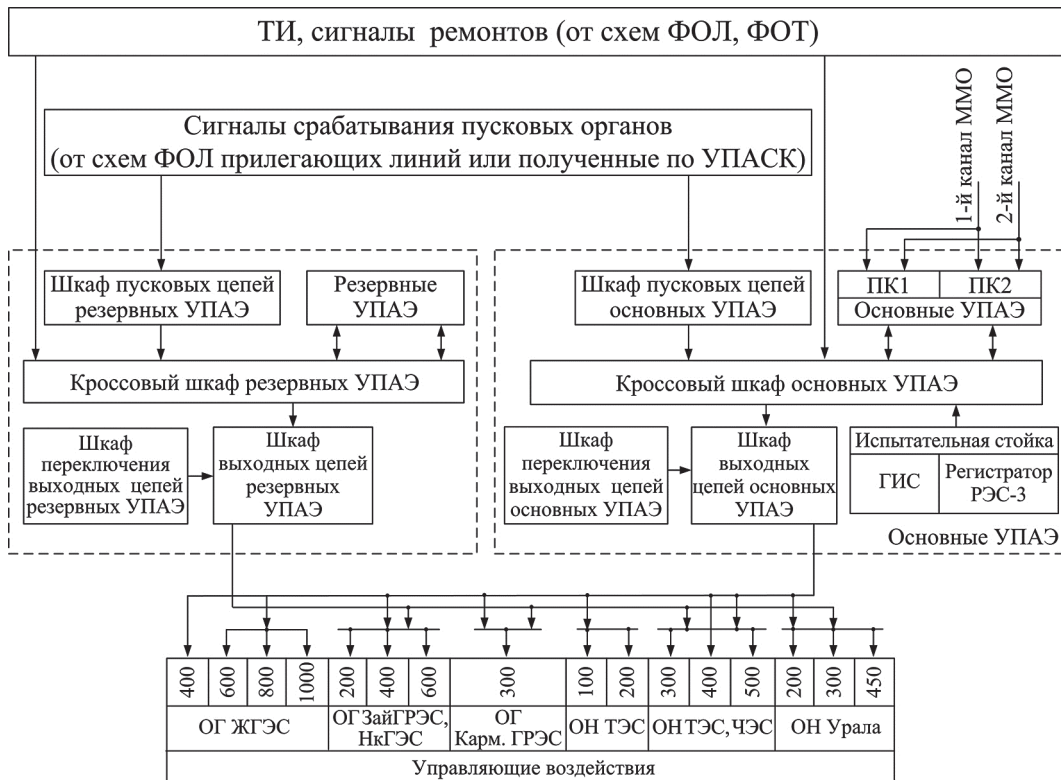 ТИ, сигналы ремонтов (от схем ФОЛ, ФОТ)
Сигналы срабатывания пусковых органов
(от схем ФОЛ прилегающих линий или полученные по УПАСК)
1-й канал ММО
2-й канал ММО
Шкаф пусковых цепей
резервных УПАЭ
Резервные
УПАЭ
Шкаф пусковых цепей
основных УПАЭ
ПК1
ПК2
Основные УПАЭ
Кроссовый шкаф резервных УПАЭ
Кроссовый шкаф основных УПАЭ
Шкаф
переключения
выходных цепей
резервных УПАЭ
Шкаф
выходных цепей
резервных
УПАЭ
Шкаф
переключения
выходных цепей
основных УПАЭ
Шкаф
выходных
цепей основных
УПАЭ
Испытательная стойка
ГИС
Регистратор
РЭС-3
Основные УПАЭ
400
600
800
1000
200
400
600
300
100
200
300
400
500
200
300
450
ОГ ЖГЭС
ОГ ЗайГРЭС,
НкГЭС
ОГ
Карм. ГРЭС
ОН ТЭС
ОН ТЭС, ЧЭС
ОН Урала
Управляющие воздействия